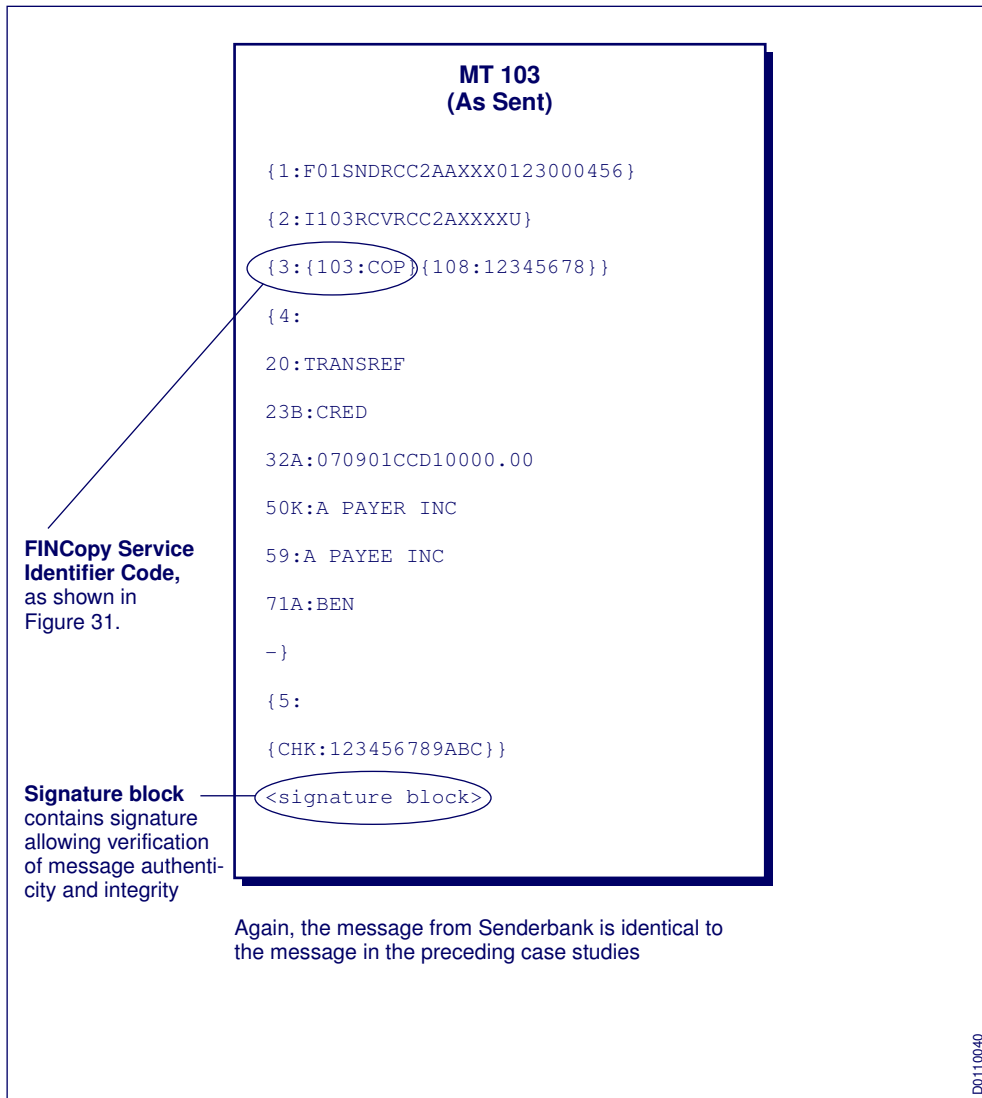 MT 103
(As Sent)
{1:F01SNDRCC2AAXXX0123000456}
{2:I103RCVRCC2AXXXXU}
{3:{103:COP}{108:12345678}}
{4:
20:TRANSREF
23B:CRED
32A:070901CCD10000.00
50K:A PAYER INC
59:A PAYEE INC
71A:BEN
-}
{5:
{CHK:123456789ABC}}
<signature block>
FINCopy Service
Identifier Code,
as shown in
Figure 31.
Signature block
contains signature
allowing verification
of message authenti-
city and integrity
Again, the message from Senderbank is identical to
the message in the preceding case studies
D0110040